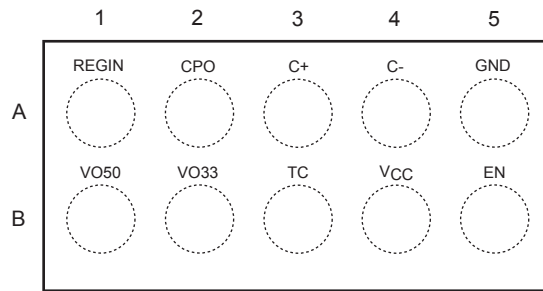 1 2 3 4 5
REGIN CPO C+ C- GND
A
VO50 VO33 TC VCC EN
B